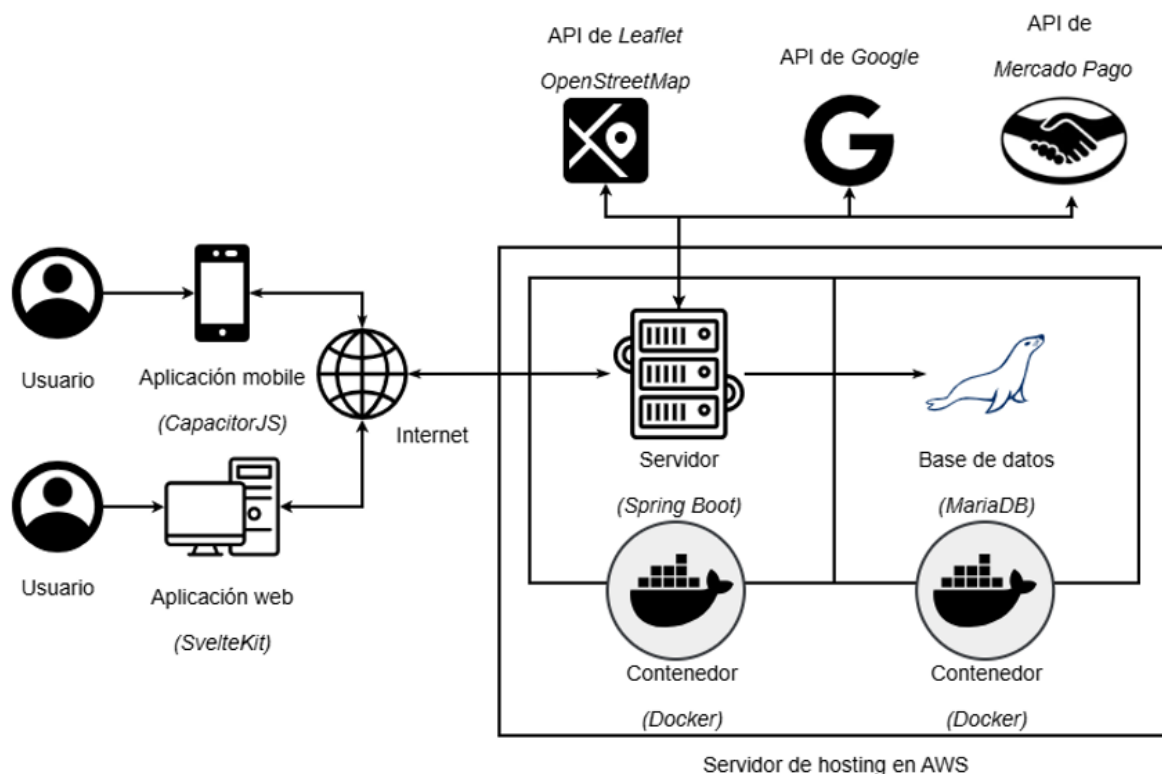 API de Leaflet
OpenStreetMap
API de Google
API de
Mercado Pago
Usuario
Aplicación mobile
(CapacitorJS)
Internet
Usuario
Aplicación web
(SvelteKit)
Servidor
(Spring Boot)
Base de datos
(MariaDB)
Contenedor
(Docker)
Contenedor
(Docker)
Servidor de hosting en AWS